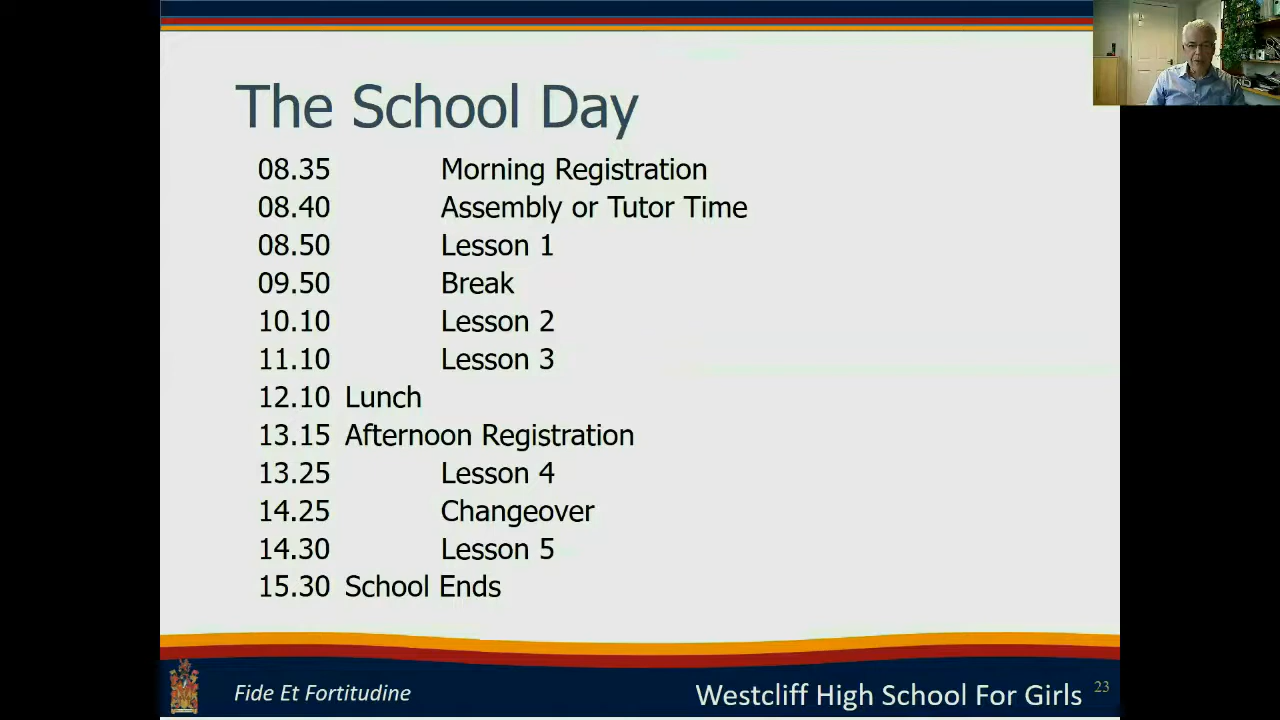 The School Day
08.35 Morning Registration
08.40 Assembly or Tutor Time
08.50 Lesson 1
09.50 Break
10.10 Lesson 2
11.10 Lesson 3
12.10 Lunch
13.15 Afternoon Registration
13.25 Lesson 4
14.25 Changeover
14.30 Lesson 5
15.30 School Ends
Fide Et Fortitudine
Westcliff High School For Girls 23